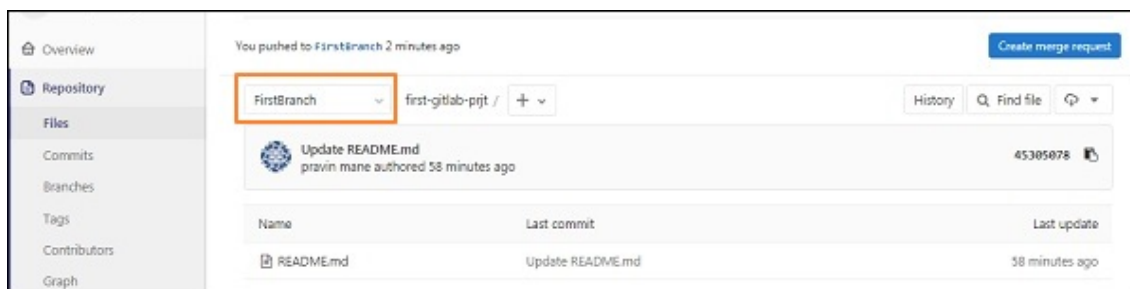 Overview
You pushed to FirstBranch 2 minutes ago
Create merge request
Repository
FirstBranch
first-gitlab-prjt / +
History
Find file
Files
Update README.md
pravin mane authored 58 minutes ago
45305078
Commits
Branches
Tags
Name Last commit Last update
Contributors
README.md Update README.md 58 minutes ago
Graph